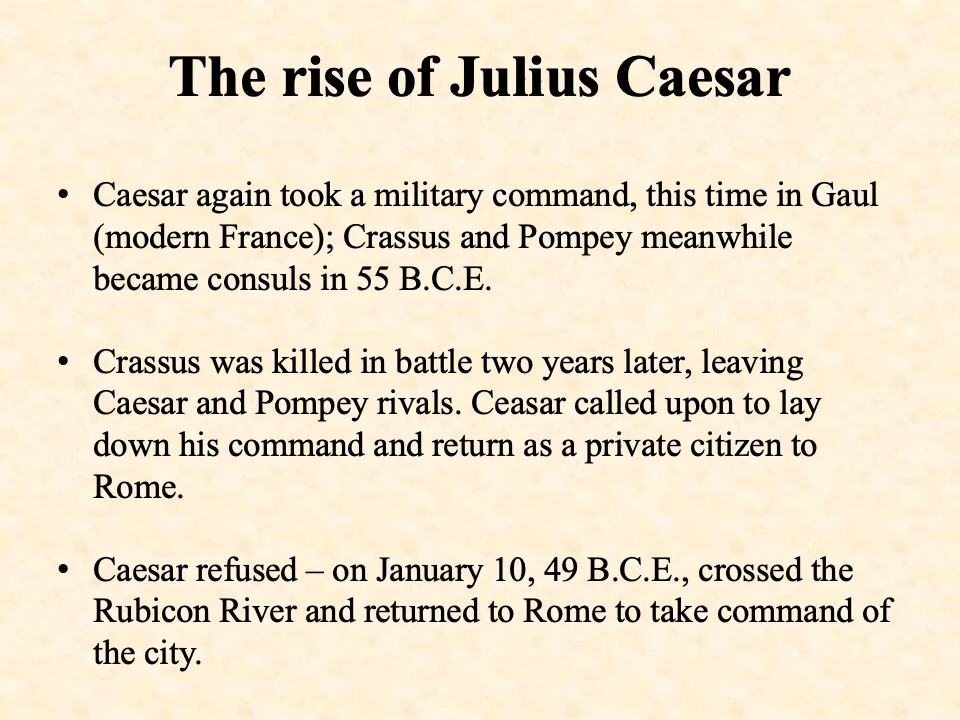 The rise of Julius Caesar
• Caesar again took a military command, this time in Gaul
(modern France); Crassus and Pompey meanwhile
became consuls in 55 B.C.E.
• Crassus was killed in battle two years later, leaving
Caesar and Pompey rivals. Ceasar called upon to lay
down his command and return as a private citizen to
Rome.
• Caesar refused – on January 10, 49 B.C.E., crossed the
Rubicon River and returned to Rome to take command of
the city.